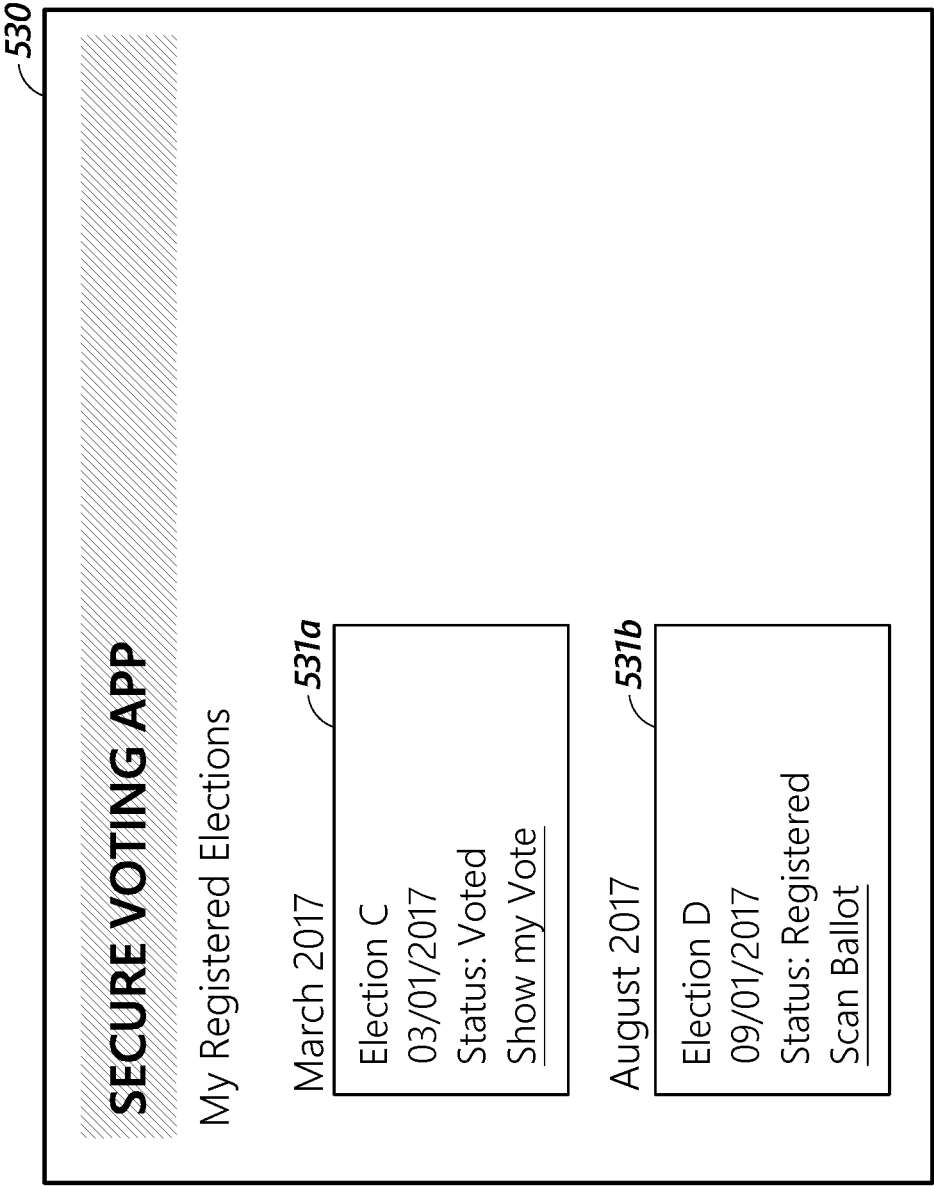 530
SECURE VOTING APP
My Registered Elections
March 2017
531a
Election C
03/01/2017
Status: Voted
Show my Vote
August 2017
531b
Election D
09/01/2017
Status: Registered
Scan Ballot